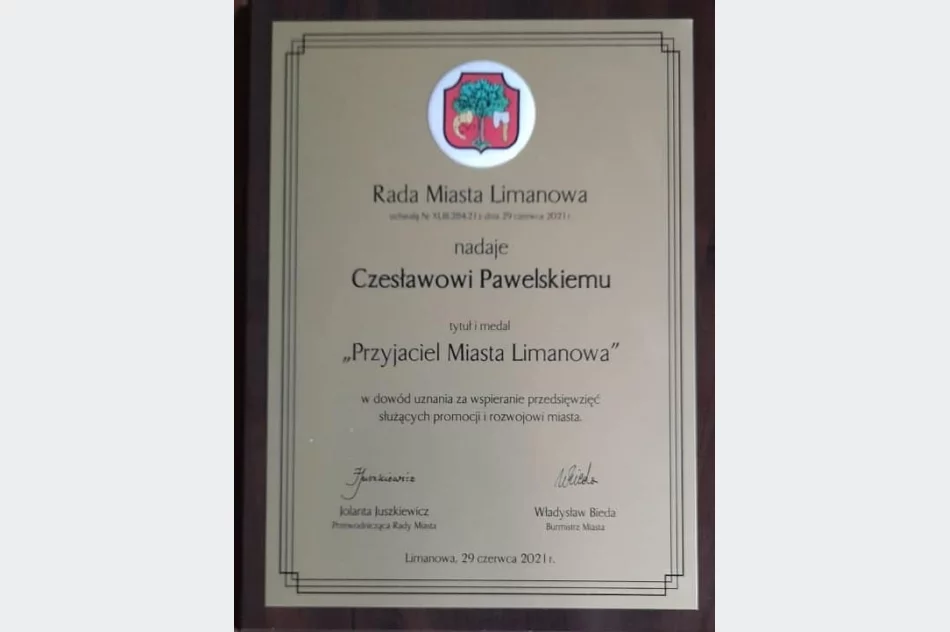 Rada Miasta Limanowa
uchwałą Nr z dnia 29 czerwca 2021 r.
nadaje
Czesławowi Pawelskiemu
tytuł i medal
„Przyjaciel Miasta Limanowa”
w dowód uznania za wspieranie przedsięwzięć
służących promocji i rozwojowi miasta.
Jolanta Juszkiewicz
Przewodnicząca Rady Miasta
Władysław Bieda
Burmistrz Miasta
Limanowa, 29 czerwca 2021 r.